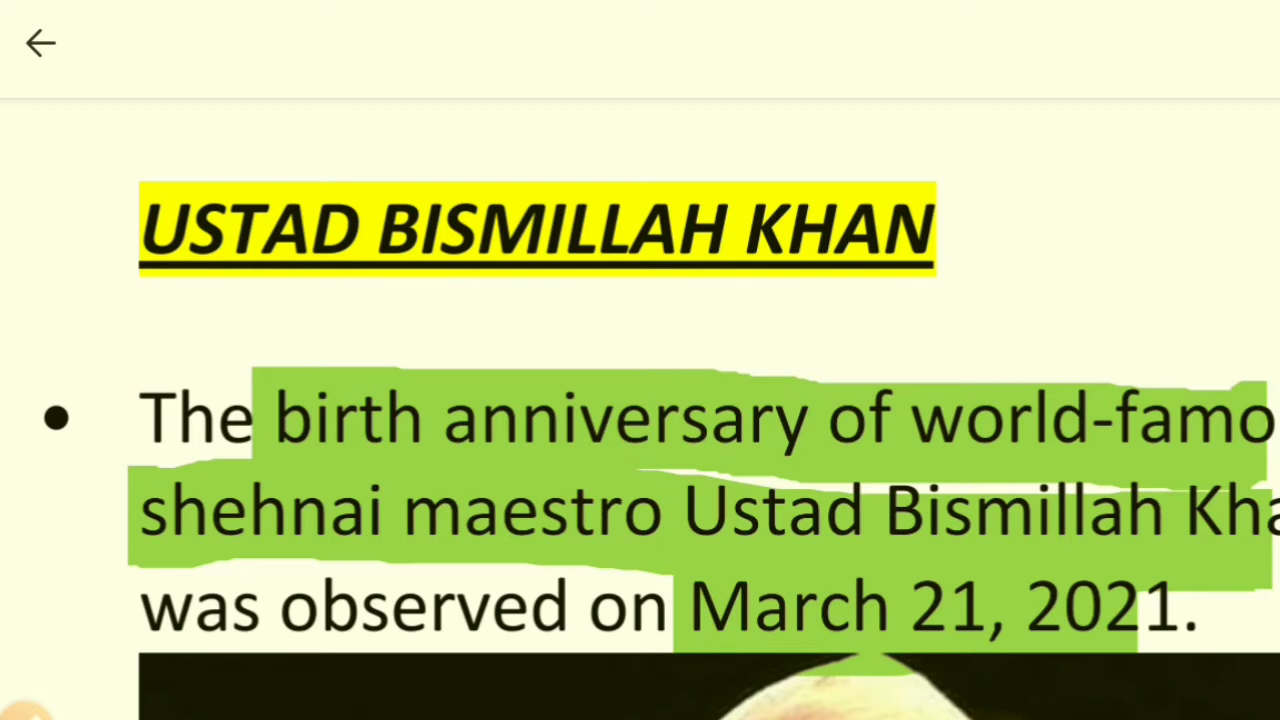 USTAD BISMILLAH KHAN
• The birth anniversary of world-famo
shehnai maestro Ustad Bismillah Kha
was observed on March 21, 2021.